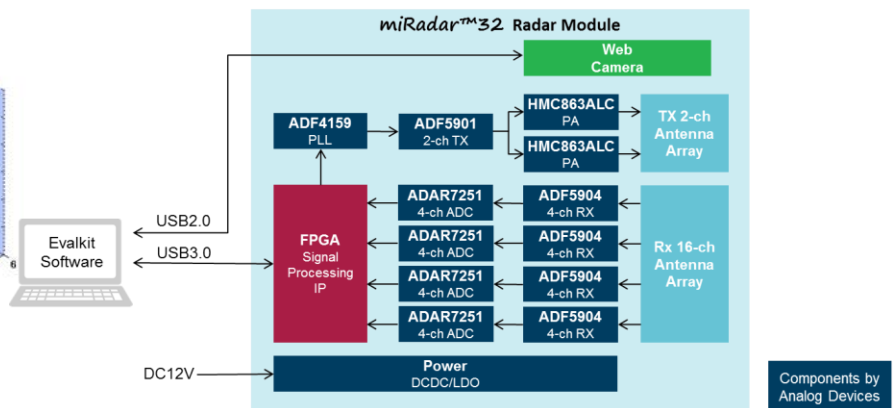 miRadar™32 Radar Module
Web
Camera
ADF4159
PLL
ADF5901
2-ch TX
HMC863ALC
PA
HMC863ALC
PA
TX 2-ch
Antenna
Array
USB2.0
USB3.0
Evalkit
Software
6
FPGA
Signal
Processing
IP
ADAR7251
4-ch ADC
ADF5904
4-ch RX
ADAR7251
4-ch ADC
ADF5904
4-ch RX
ADAR7251
4-ch ADC
ADF5904
4-ch RX
ADAR7251
4-ch ADC
ADF5904
4-ch RX
Rx 16-ch
Antenna
Array
DC12V
Power
DCDC/LDO
Components by
Analog Devices